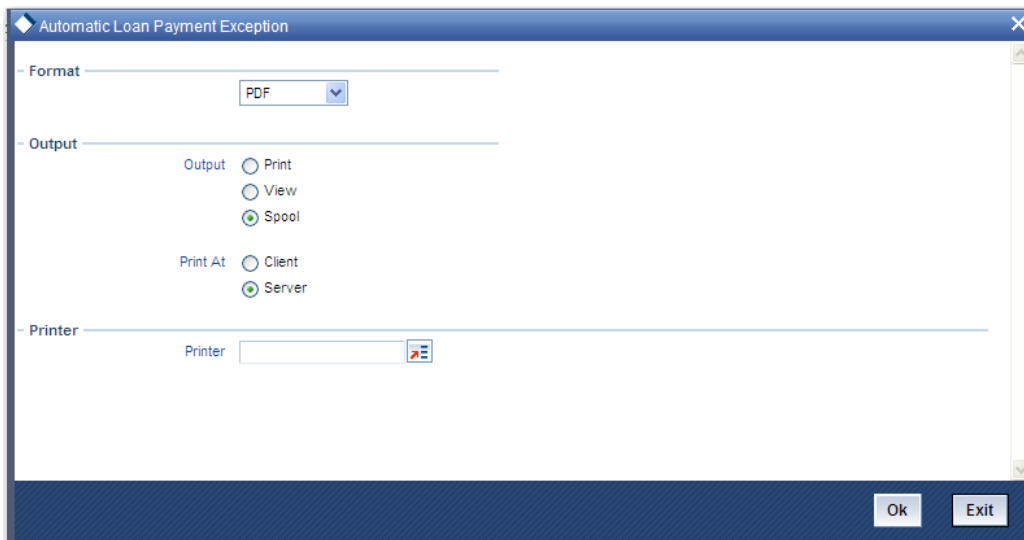 Automatic Loan Payment Exception
Format
PDF
Output
Output Print
View
Spool
Print At Client
Server
Printer
Printer
Ok Exit